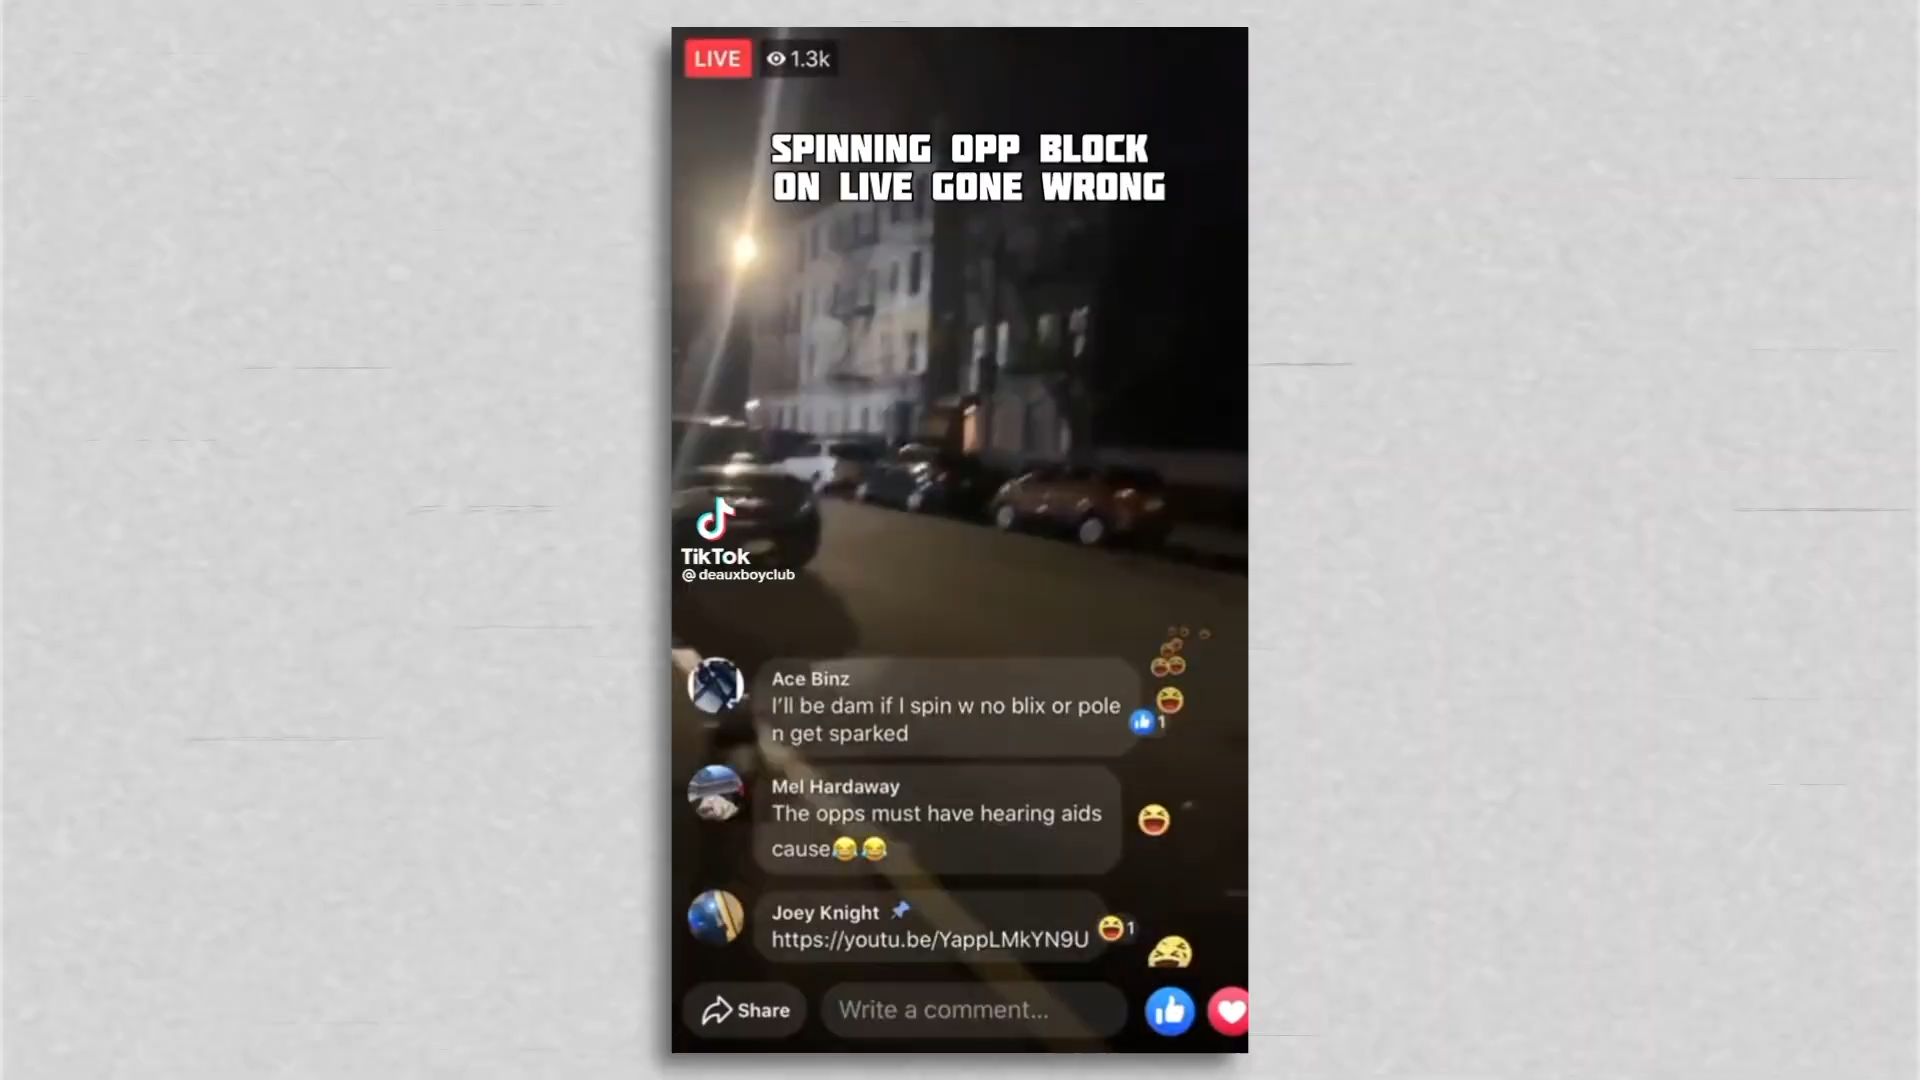 LIVE 1.3k
SPINNING OPP BLOCK
ON LIVE GONE WRONG
TikTok
@deauxboyclub
Ace Binz
I'll be dam if I spin w no blix or pole
n get sparked
1
Mel Hardaway
The opps must have hearing aids
cause😂😂
Joey Knight
https://youtu.be/YappLMkYN9U
1
Share
Write a comment...